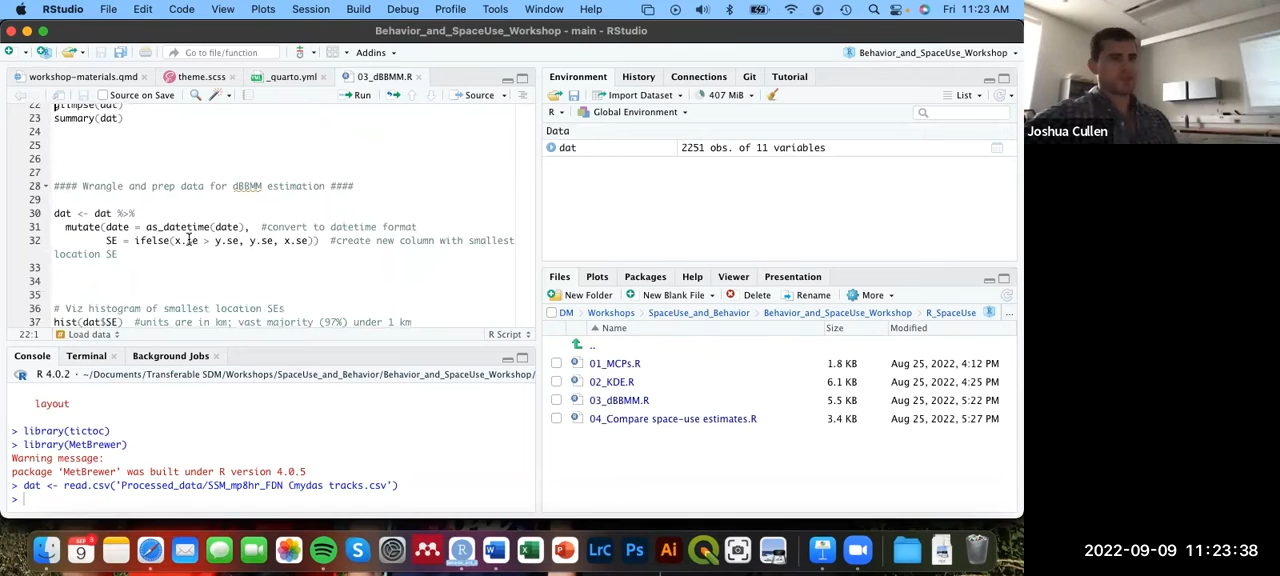 RStudio File Edit Code View Plots Session Build Debug Profile Tools Window Help Fri 11:23 AM
Behavior_and_SpaceUse_Workshop - main - RStudio
Go to file/function Addins Behavior_and_SpaceUse_Workshop
workshop-materials.qmd theme.scss _quarto.yml 03_dBBMM.R
Source on Save Run Source
22 glimpse(dat)
23 summary(dat)
24
25
26
27
28 #### Wrangle and prep data for dBBMM estimation ####
29
30 dat <- dat %>%
31 mutate(date = as_datetime(date), #convert to datetime format
32 SE = ifelse(x.se > y.se, y.se, x.se)) #create new column with smallest
location SE
33
34
35
36 # Viz histogram of smallest location SEs
37 hist(dat$SE) #units are in km; vast majority (97%) under 1 km
22:1 Load data R Script
Console Terminal Background Jobs
R 4.0.2 · ~/Documents/Transferable SDM/Workshops/SpaceUse_and_Behavior/Behavior_and_SpaceUse_Workshop/
layout
> library(tictoc)
> library(MetBrewer)
Warning message:
package ‘MetBrewer’ was built under R version 4.0.5
> dat <- read.csv('Processed_data/SSM_mp8hr_FDN Cmydas tracks.csv')
>
Environment History Connections Git Tutorial
Import Dataset 407 MiB List
R Global Environment
Data
dat 2251 obs. of 11 variables
Files Plots Packages Help Viewer Presentation
New Folder New Blank File Delete Rename More
DM Workshops SpaceUse_and_Behavior Behavior_and_SpaceUse_Workshop R_SpaceUse ...
Name Size Modified
..
01_MCPs.R 1.8 KB Aug 25, 2022, 4:12 PM
02_KDE.R 6.1 KB Aug 25, 2022, 4:25 PM
03_dBBMM.R 5.5 KB Aug 25, 2022, 5:22 PM
04_Compare space-use estimates.R 3.4 KB Aug 25, 2022, 5:27 PM
Joshua Cullen
SEP
9
Lrc Ps Ai
2022-09-09 11:23:38